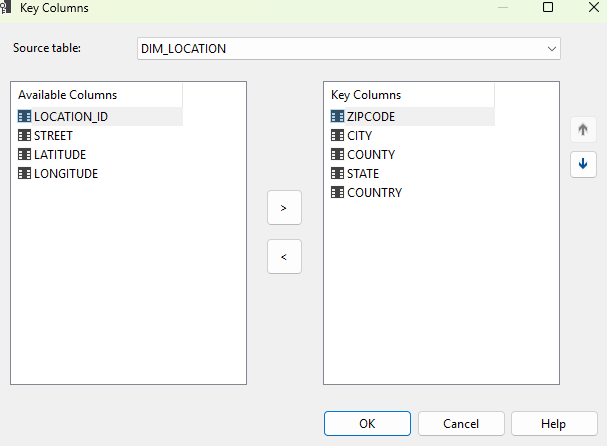 Key Columns
Source table: DIM_LOCATION
Available Columns
LOCATION_ID
STREET
LATITUDE
LONGITUDE
>
<
Key Columns
ZIPCODE
CITY
COUNTY
STATE
COUNTRY
OK Cancel Help